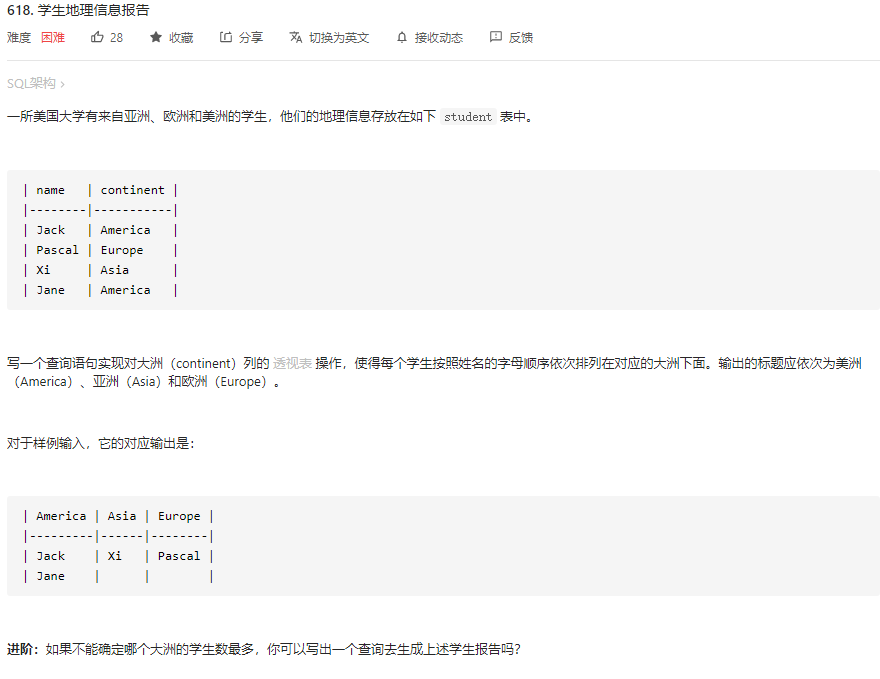 618. 学生地理信息报告
难度 困难 28 收藏 分享 切换为英文 接收动态 反馈
SQL架构 ›
一所美国大学有来自亚洲、欧洲和美洲的学生，他们的地理信息存放在如下 student 表中。
| name   | continent |
|--------|-----------|
| Jack   | America   |
| Pascal | Europe    |
| Xi     | Asia      |
| Jane   | America   |
写一个查询语句实现对大洲（continent）列的 透视表 操作，使得每个学生按照姓名的字母顺序依次排列在对应的大洲下面。输出的标题应依次为美洲
（America）、亚洲（Asia）和欧洲（Europe）。
对于样例输入，它的对应输出是：
| America | Asia | Europe |
|---------|------|--------|
| Jack    | Xi   | Pascal |
| Jane    |      |        |
进阶：如果不能确定哪个大洲的学生数最多，你可以写出一个查询去生成上述学生报告吗？